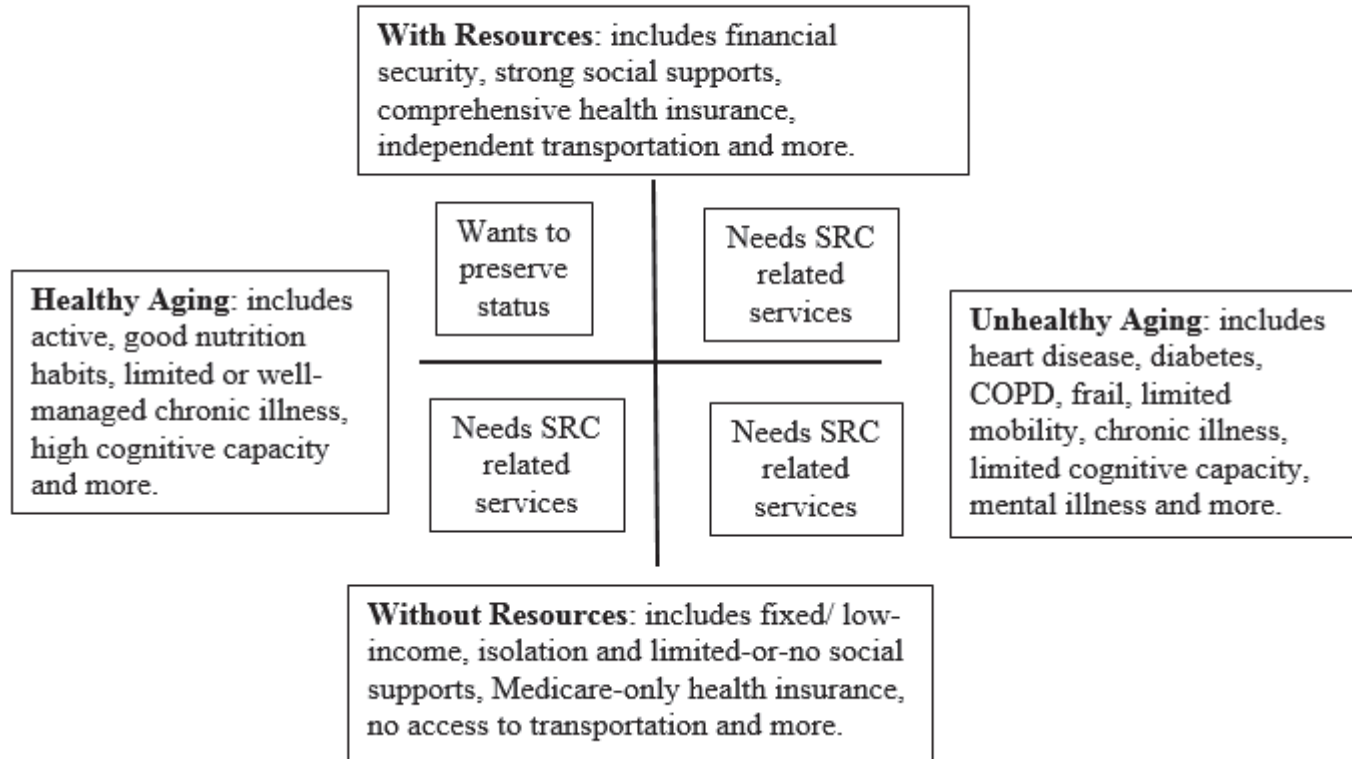 With Resources: includes financial
security, strong social supports,
comprehensive health insurance,
independent transportation and more.
Wants to
preserve
status
Needs SRC
related
services
Healthy Aging: includes
active, good nutrition
habits, limited or well-
managed chronic illness,
high cognitive capacity
and more.
Unhealthy Aging: includes
heart disease, diabetes,
COPD, frail, limited
mobility, chronic illness,
limited cognitive capacity,
mental illness and more.
Needs SRC
related
services
Needs SRC
related
services
Without Resources: includes fixed/ low-
income, isolation and limited-or-no social
supports, Medicare-only health insurance,
no access to transportation and more.